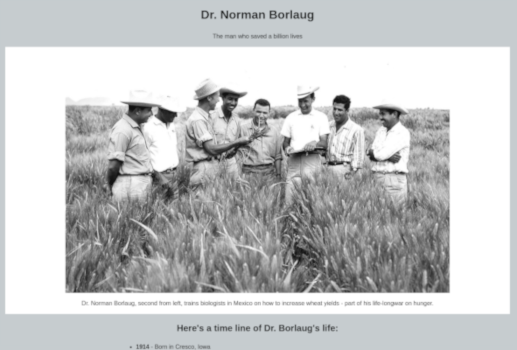 Dr. Norman Borlaug
The man who saved a billion lives
Dr. Norman Borlaug, second from left, trains biologists in Mexico on how to increase wheat yields - part of his life-longwar on hunger.
Here's a time line of Dr. Borlaug's life:
1914 - Born in Cresco, Iowa